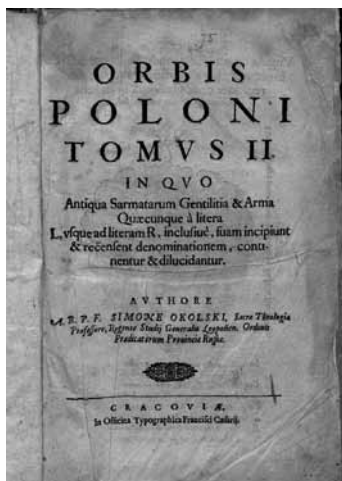 ORBIS
POLONI
TOMVS II.
IN QVO
Antiqua Sarmatarum Gentilitia & Arma
Quæcunque à litera
L, vsque ad literam R, inclusiuè, suam incipiunt
& recensent denominationem, conti-
nentur & dilucidantur.
AVTHORE
A. R. P. F. SIMONE OKOLSKI, Sacræ Theologiæ
Professore, Regente Studij Generalis Leopolien. Ordinis
Prædicatorum Prouinciæ Russiæ.
CRACOVIÆ,
In Officina Typographica Francisci Cæsarij.